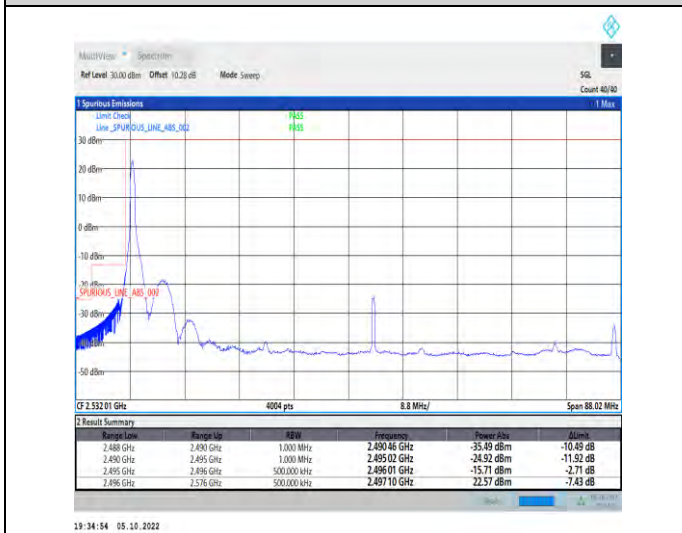 MultiView Spectrum
Ref Level 30.00 dBm Offset 10.28 dB Mode Sweep SGL
Count 40/40
1 Spurious Emissions 1 Max
Limit Check PASS
Line _SPURIOUS_LINE_ABS_002 PASS
30 dBm
20 dBm
10 dBm
0 dBm
-10 dBm
-20 dBm
_SPURIOUS_LINE_ABS_002
-30 dBm
-40 dBm
-50 dBm
CF 2.532 01 GHz 4004 pts 8.8 MHz/ Span 88.02 MHz
2 Result Summary
Range Low Range Up RBW Frequency Power Abs ΔLimit
2.488 GHz 2.490 GHz 1.000 MHz 2.490 46 GHz -35.49 dBm -10.49 dB
2.490 GHz 2.495 GHz 1.000 MHz 2.495 02 GHz -24.92 dBm -11.92 dB
2.495 GHz 2.496 GHz 500.000 kHz 2.496 01 GHz -15.71 dBm -2.71 dB
2.496 GHz 2.576 GHz 500.000 kHz 2.497 10 GHz 22.57 dBm -7.43 dB
19:34:54 05.10.2022